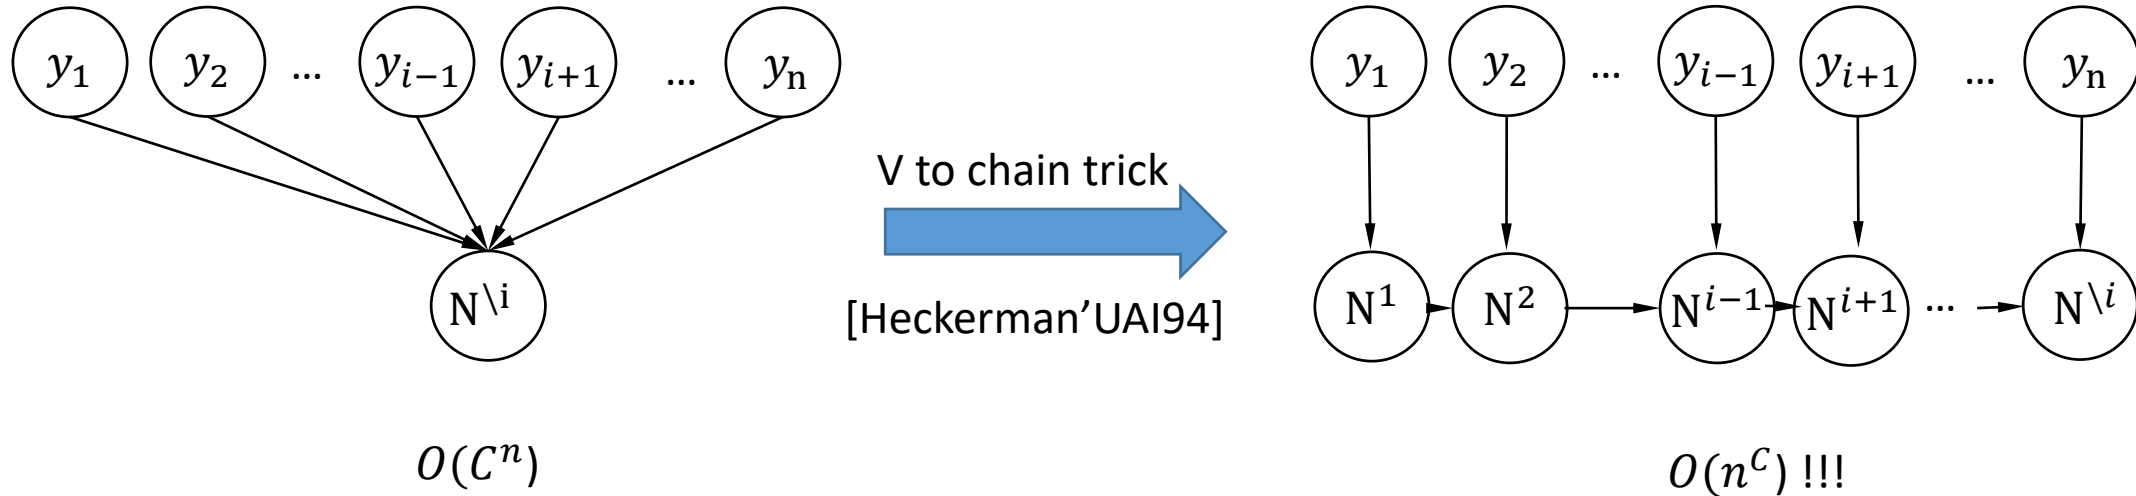 y₁ y₂ ... yᵢ₋₁ yᵢ₊₁ ... yₙ
N^{\i}
V to chain trick
[Heckerman'UAI94]
y₁ y₂ ... yᵢ₋₁ yᵢ₊₁ ... yₙ
N¹ N² Nⁱ⁻¹ Nⁱ⁺¹ ... N^{\i}
O(Cⁿ)
O(n^C) !!!